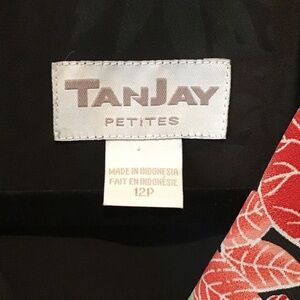 TANJAY
PETITES
MADE IN INDONESIA
FAIT EN INDONÉSIE
12P